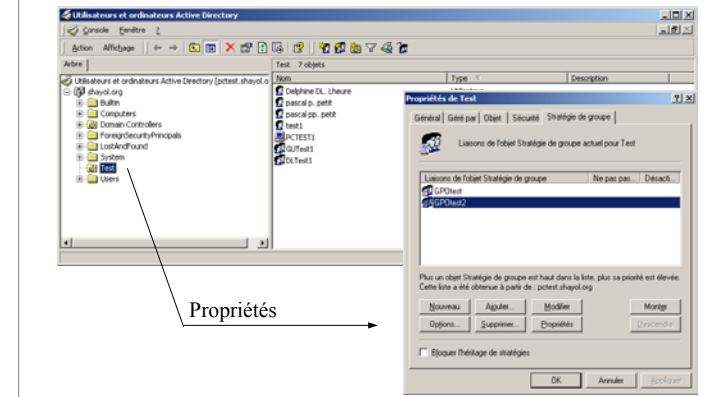 Utilisateurs et ordinateurs Active Directory
Console Fenêtre ?
Action Affichage
Arbre
Test 7 objets
Utilisateurs et ordinateurs Active Directory [pctest.shayol.o
shayol.org
Builtin
Computers
Domain Controllers
ForeignSecurityPrincipals
LostAndFound
System
Test
Users
Nom Type Description
Delphine DL. Lheure
pascal p. petit
pascal pp. petit
test1
PCTEST1
GUTest1
DLTest1
Propriétés
Propriétés de Test
Général Géré par Objet Sécurité Stratégie de groupe
Liaisons de l'objet Stratégie de groupe actuel pour Test
Liaisons de l'objet Stratégie de groupe Ne pas pas... Désacti...
GPOtest
GPOtest2
Plus un objet Stratégie de groupe est haut dans la liste, plus sa priorité est élevée.
Cette liste a été obtenue à partir de : pctest.shayol.org
Nouveau Ajouter... Modifier Monter
Options... Supprimer... Propriétés Descendre
Bloquer l'héritage de stratégies
OK Annuler Appliquer